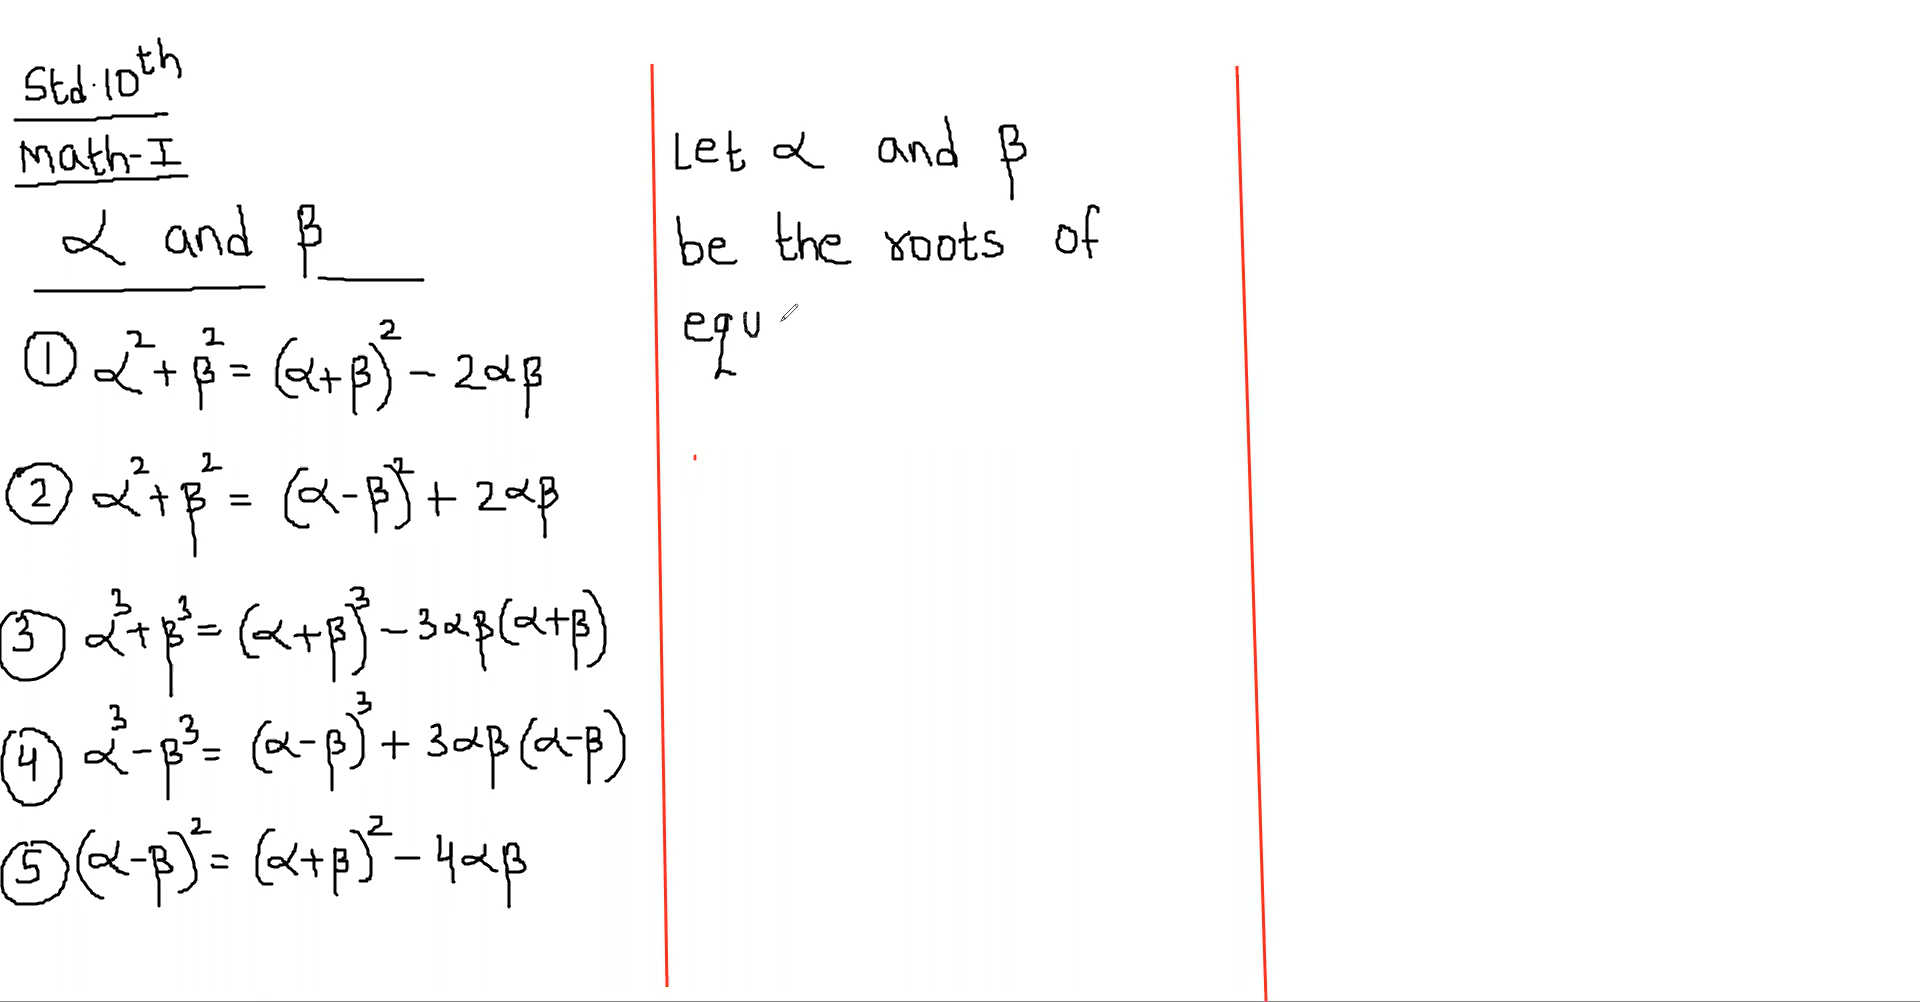 Std. 10th
Math-I
α and β
① α² + β² = (α+β)² - 2αβ
② α² + β² = (α-β)² + 2αβ
③ α³ + β³ = (α+β)³ - 3αβ(α+β)
④ α³ - β³ = (α-β)³ + 3αβ(α-β)
⑤ (α-β)² = (α+β)² - 4αβ
Let α and β
be the roots of
equ